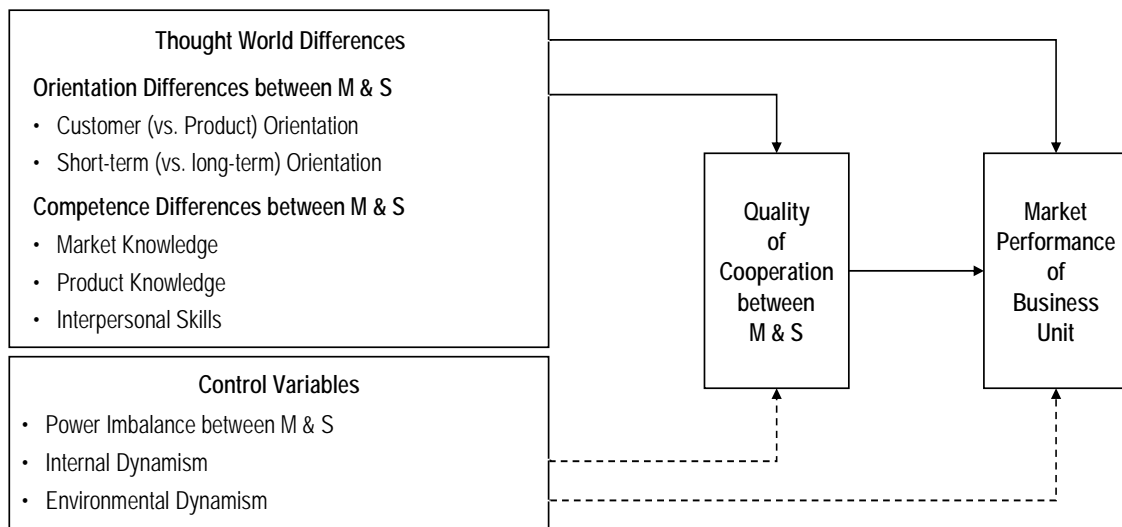 Thought World Differences
Orientation Differences between M & S
• Customer (vs. Product) Orientation
• Short-term (vs. long-term) Orientation
Competence Differences between M & S
• Market Knowledge
• Product Knowledge
• Interpersonal Skills
Control Variables
• Power Imbalance between M & S
• Internal Dynamism
• Environmental Dynamism
Quality
of
Cooperation
between
M & S
Market
Performance
of
Business
Unit